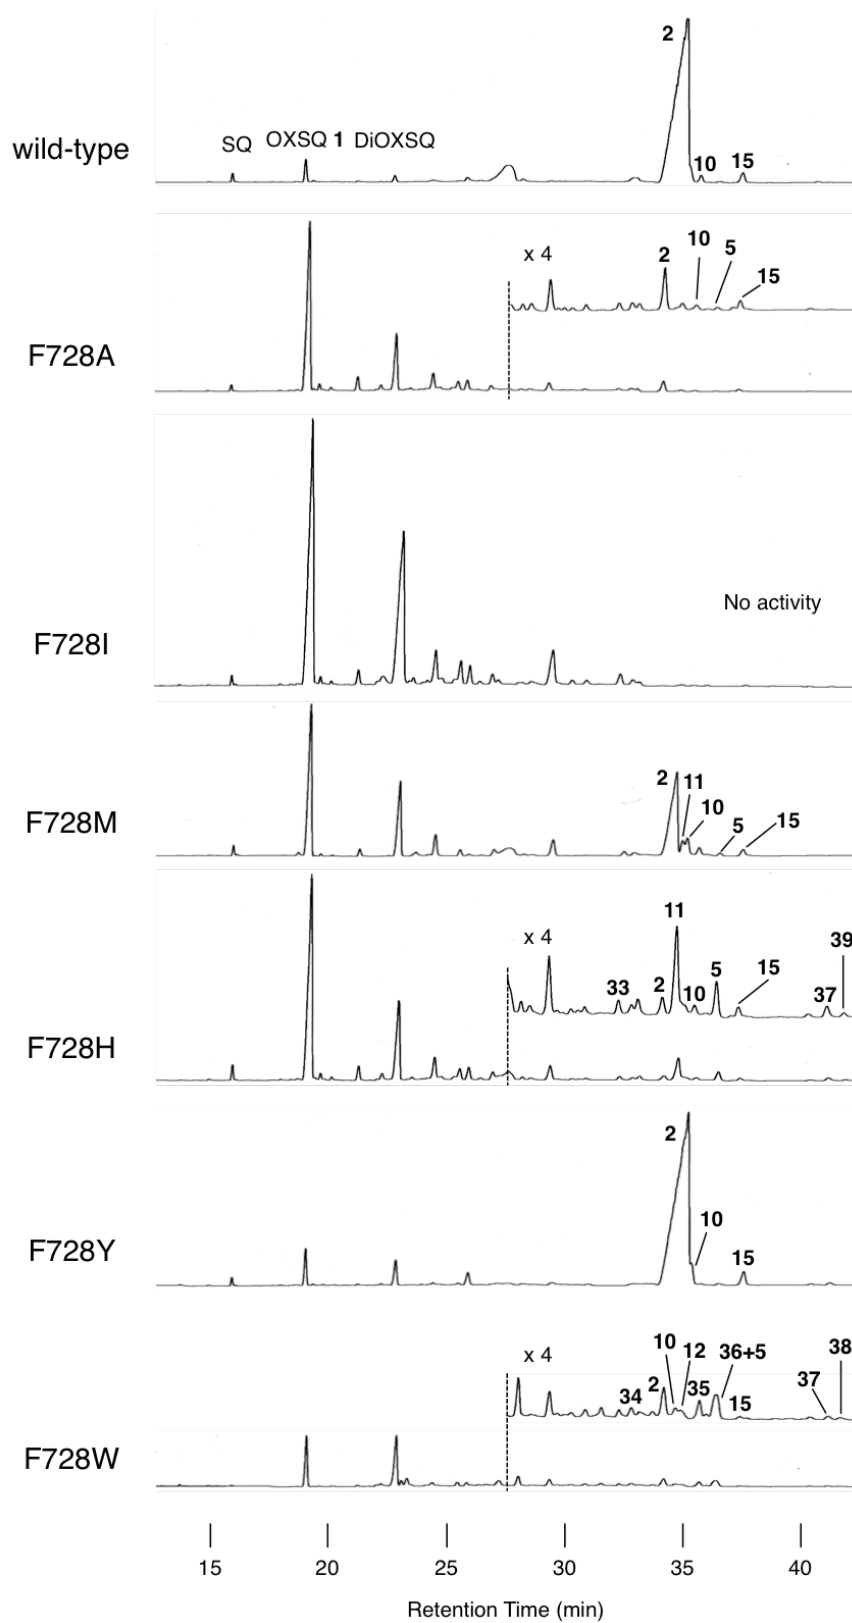 2
SQ OXSQ 1 DiOXSQ
wild-type
10 15
x 4
2 10 5 15
F728A
No activity
F728I
2 11 10 5 15
F728M
x 4
33 2 11 10 5 15 37 39
F728H
2
10
15
F728Y
x 4
34 2 10 12 35 36+5 15 37 38
F728W
15 20 25 30 35 40
Retention Time (min)